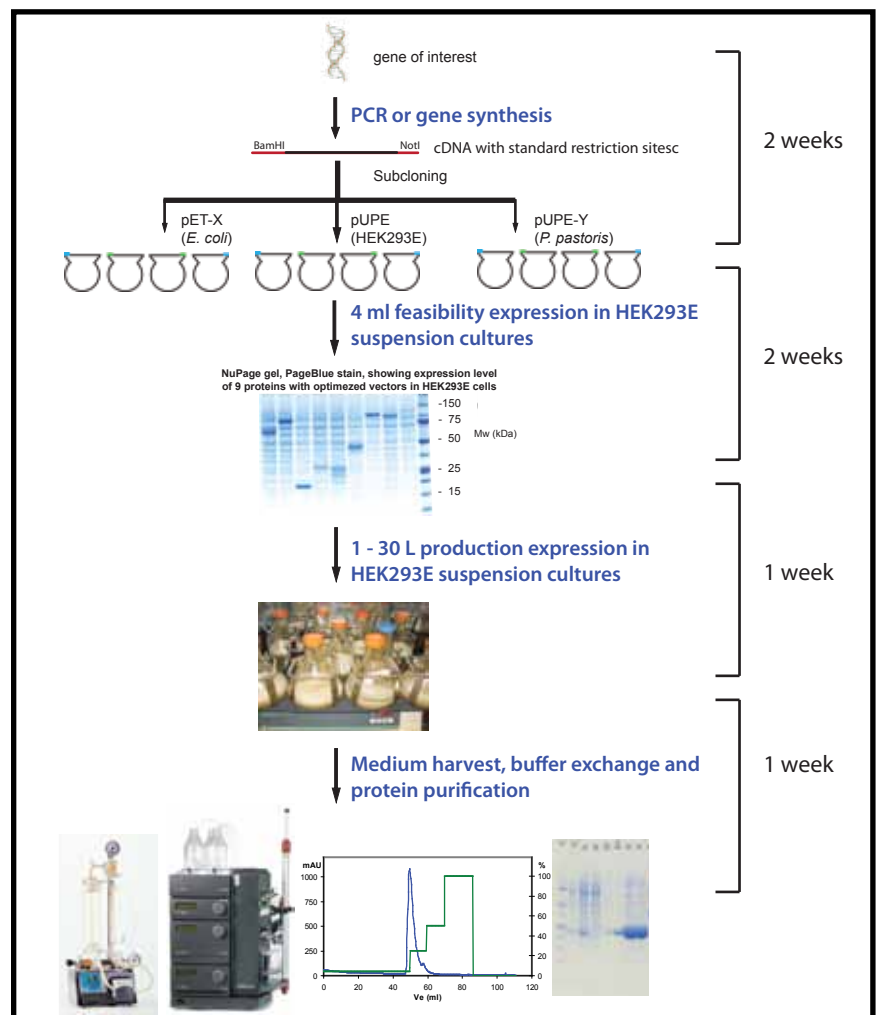 gene of interest
PCR or gene synthesis
BamHI
NotI
cDNA with standard restriction sitesc
2 weeks
Subcloning
pET-X
(E. coli)
pUPE
(HEK293E)
pUPE-Y
(P. pastoris)
4 ml feasibility expression in HEK293E
suspension cultures
2 weeks
NuPage gel, PageBlue stain, showing expression level
of 9 proteins with optimezed vectors in HEK293E cells
-150
- 75
- 50
Mw (kDa)
- 25
- 15
1 - 30 L production expression in
HEK293E suspension cultures
1 week
Medium harvest, buffer exchange and
protein purification
1 week
mAU
%
1000
750
500
250
0
100
80
60
40
20
0
0 20 40 60 80 100 120
Ve (ml)